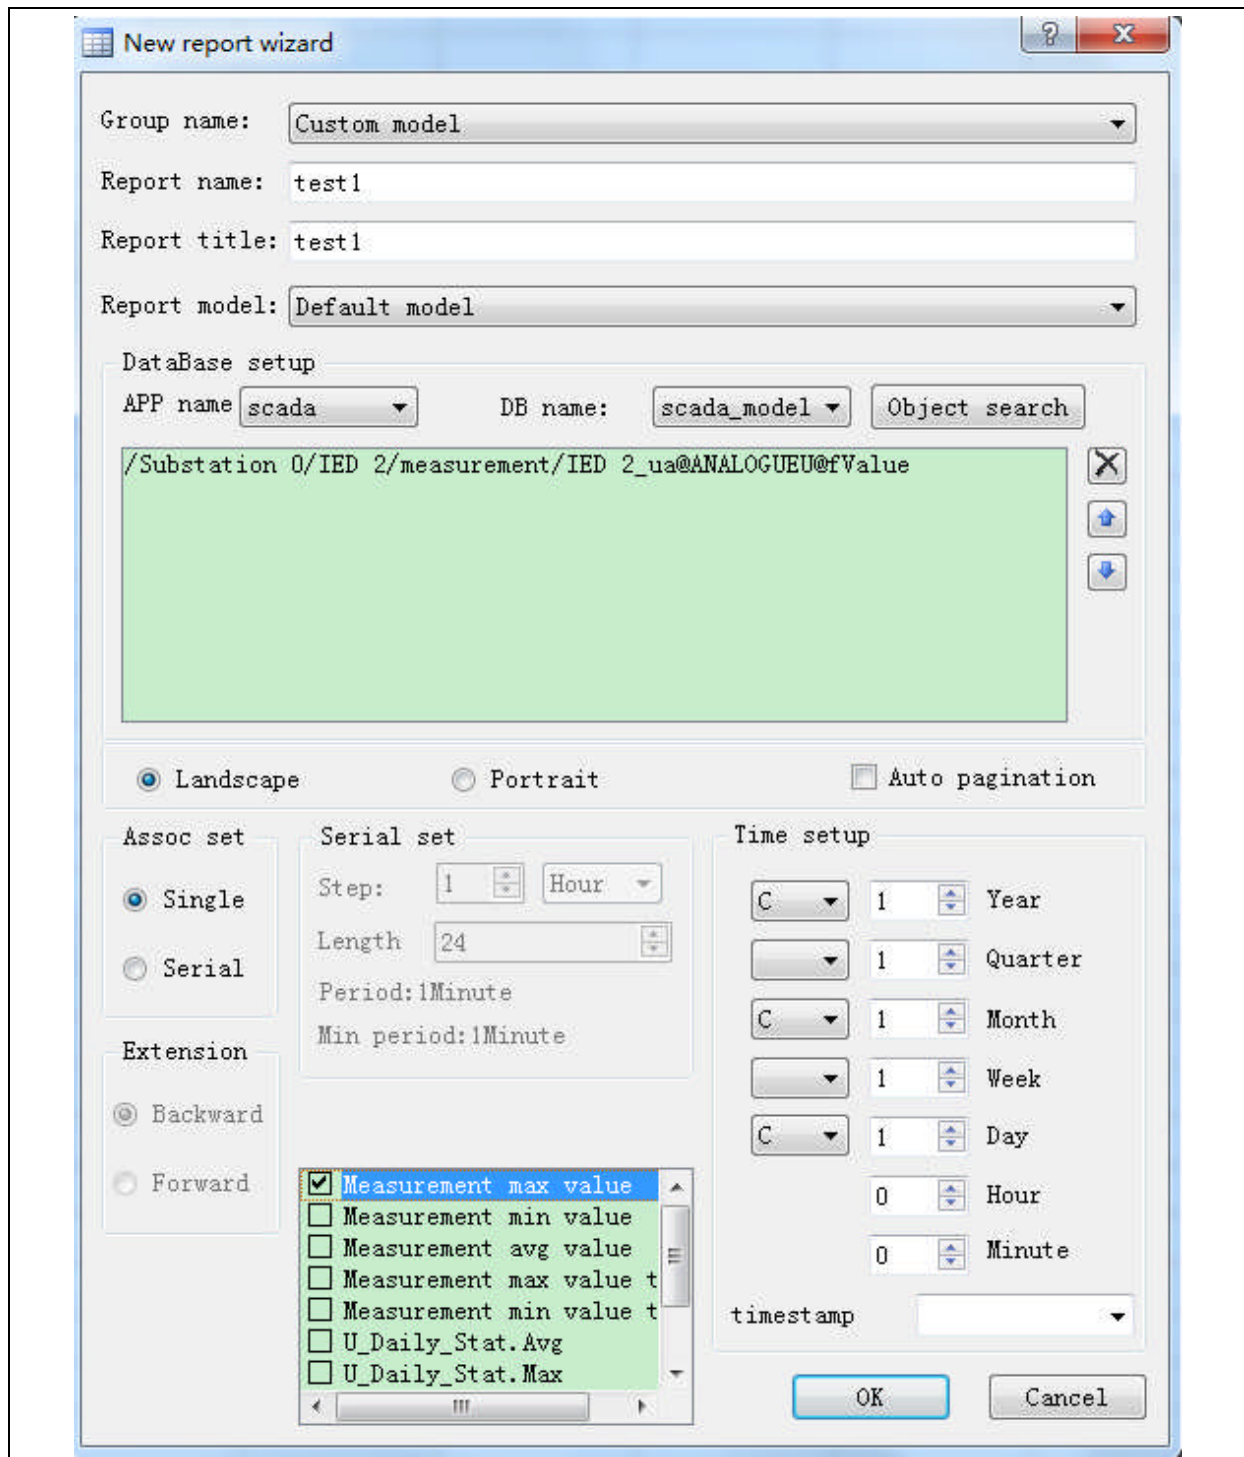 New report wizard
Group name: Custom model
Report name: test1
Report title: test1
Report model: Default model
DataBase setup
APP name scada DB name: scada_model Object search
/Substation 0/IED 2/measurement/IED 2_ua@ANALOGUEU@fValue
Landscape Portrait Auto pagination
Assoc set
Single
Serial
Extension
Backward
Forward
Serial set
Step: 1 Hour
Length 24
Period:1Minute
Min period:1Minute
Measurement max value
Measurement min value
Measurement avg value
Measurement max value t
Measurement min value t
U_Daily_Stat.Avg
U_Daily_Stat.Max
Time setup
C 1 Year
1 Quarter
C 1 Month
1 Week
C 1 Day
0 Hour
0 Minute
timestamp
OK Cancel